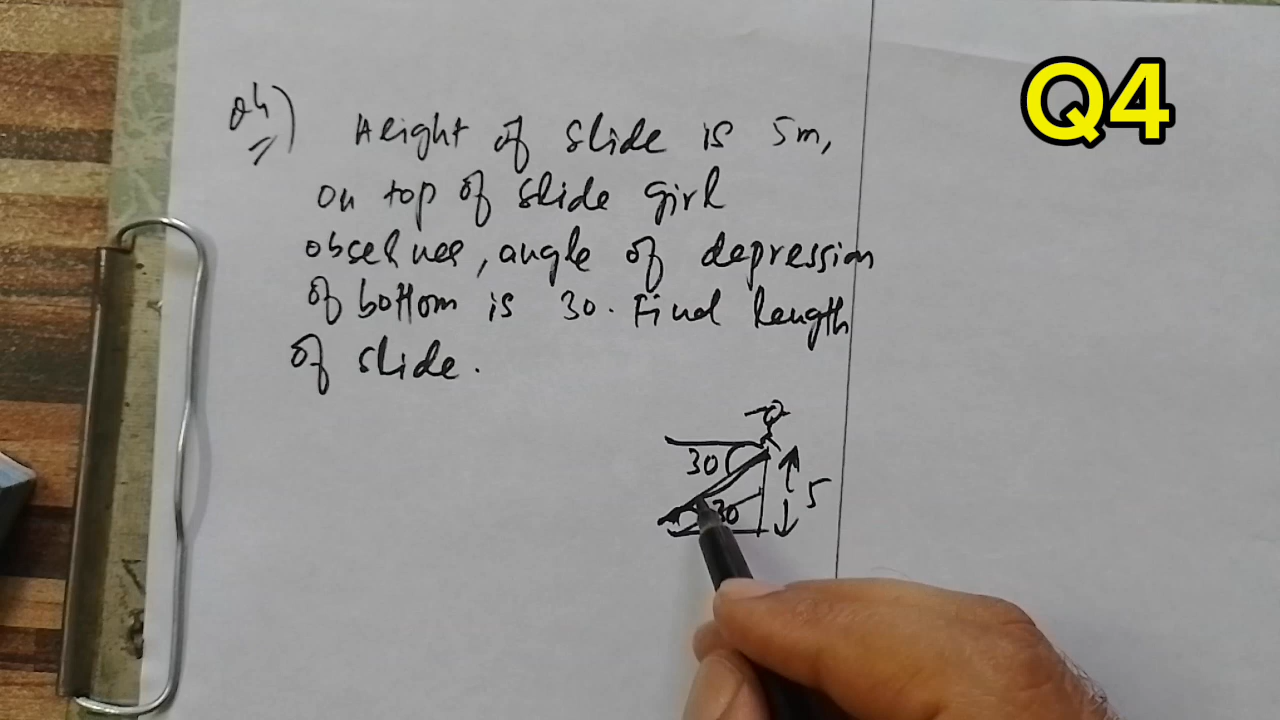 Q4
Q4)
Height of slide is 5m,
on top of slide girl
observes, angle of depression
of bottom is 30. Find length
of slide.
30
5
30